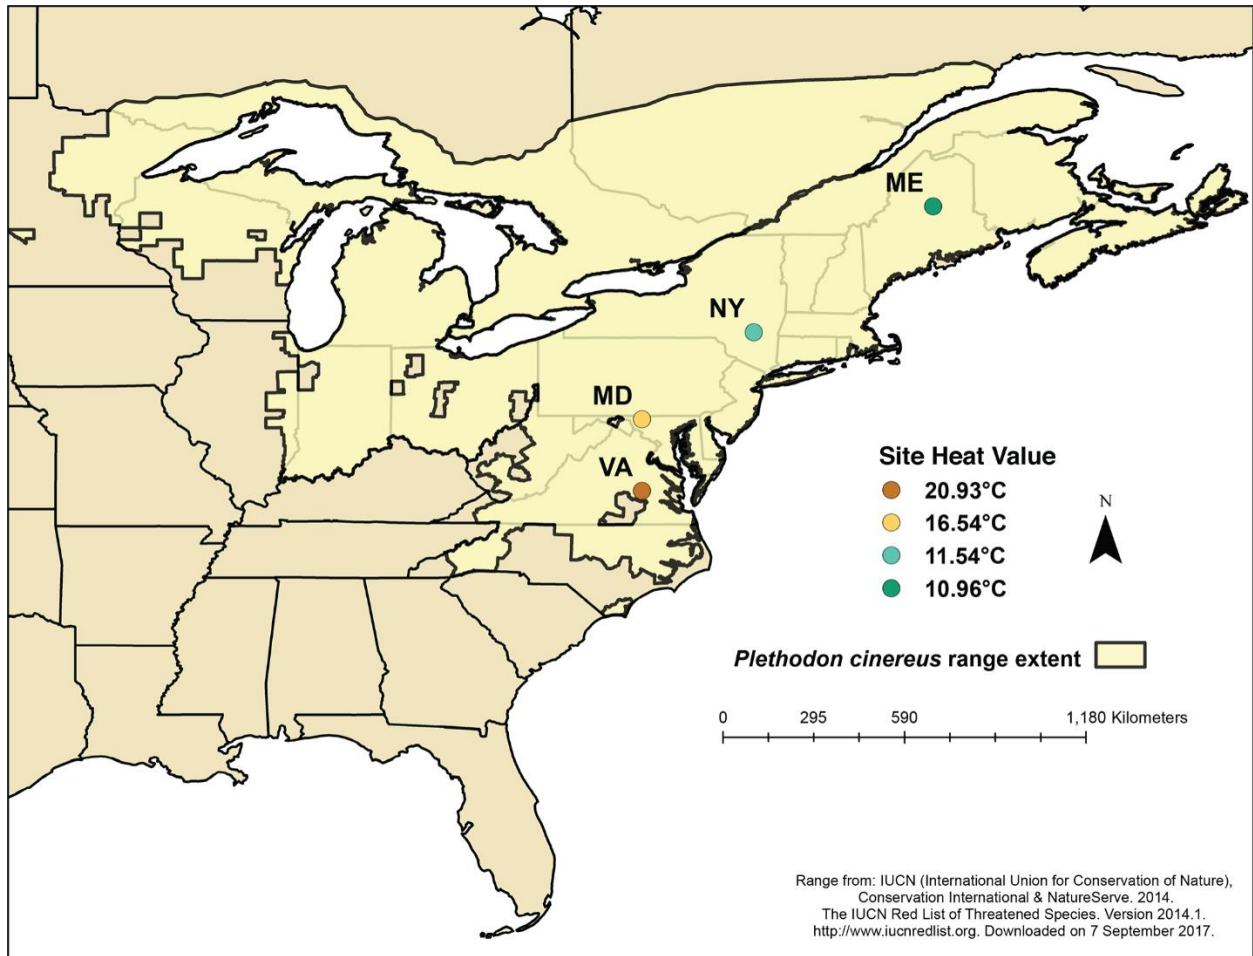 ME
NY
MD
VA
Site Heat Value
20.93°C
16.54°C
11.54°C
10.96°C
N
Plethodon cinereus range extent
0 295 590 1,180 Kilometers
Range from: IUCN (International Union for Conservation of Nature),
Conservation International & NatureServe. 2014.
The IUCN Red List of Threatened Species. Version 2014.1.
http://www.iucnredlist.org. Downloaded on 7 September 2017.